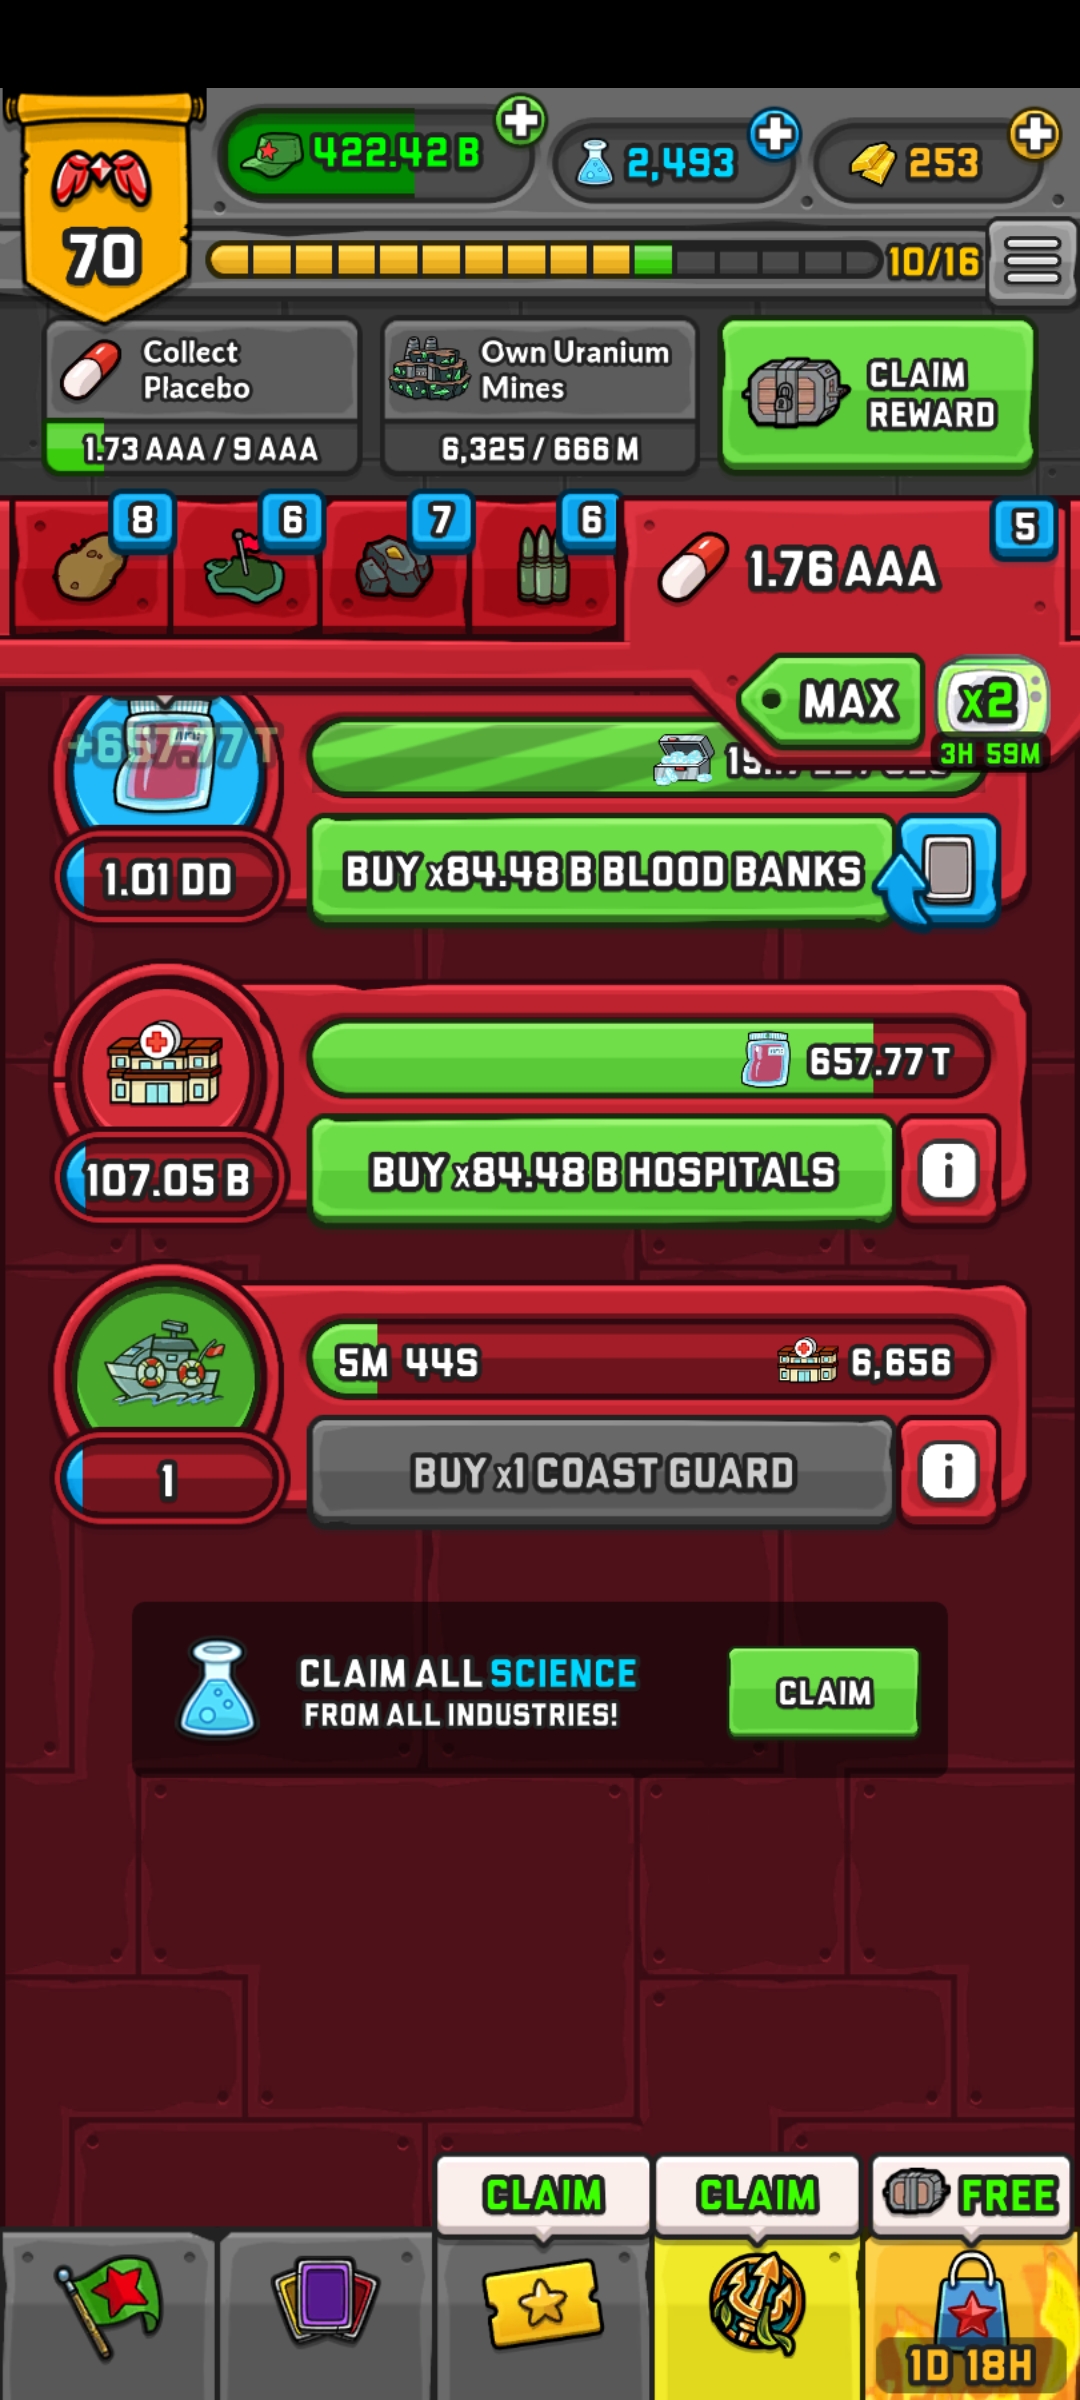 422.42 B
2,493
253
70
10/16
Collect
Placebo
1.73 AAA / 9 AAA
Own Uranium
Mines
6,325 / 666 M
CLAIM
REWARD
8
6
7
6
5
1.76 AAA
MAX
x2
3H 59M
+657.77 T
1.01 DD
BUY x84.48 B BLOOD BANKS
657.77 T
107.05 B
BUY x84.48 B HOSPITALS
i
5M 44S
6,656
1
BUY x1 COAST GUARD
i
CLAIM ALL SCIENCE
FROM ALL INDUSTRIES!
CLAIM
CLAIM
CLAIM
FREE
1D 18H